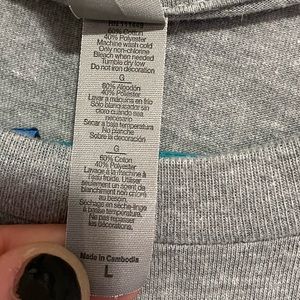 60% Cotton
40% Polyester
Machine wash cold
Only non-chlorine
Bleach when needed
Tumble dry low
Do not iron decoration
G
60% Algodón
40% Poliéster
Lavar a máquina en frío
Solo blanqueador sin
cloro cuando sea
necesario
Secar a baja temperatura
No planche
Sobre la decoración
G
60% Coton
40% Polyester
Lavage à la machine à
l'eau froide. Utiliser
seulement un agent de
blanchiment non chloré
au besoin.
Séchage en sèche-linge
à basse température.
Ne pas repasser
les décorations.
Made in Cambodia
L